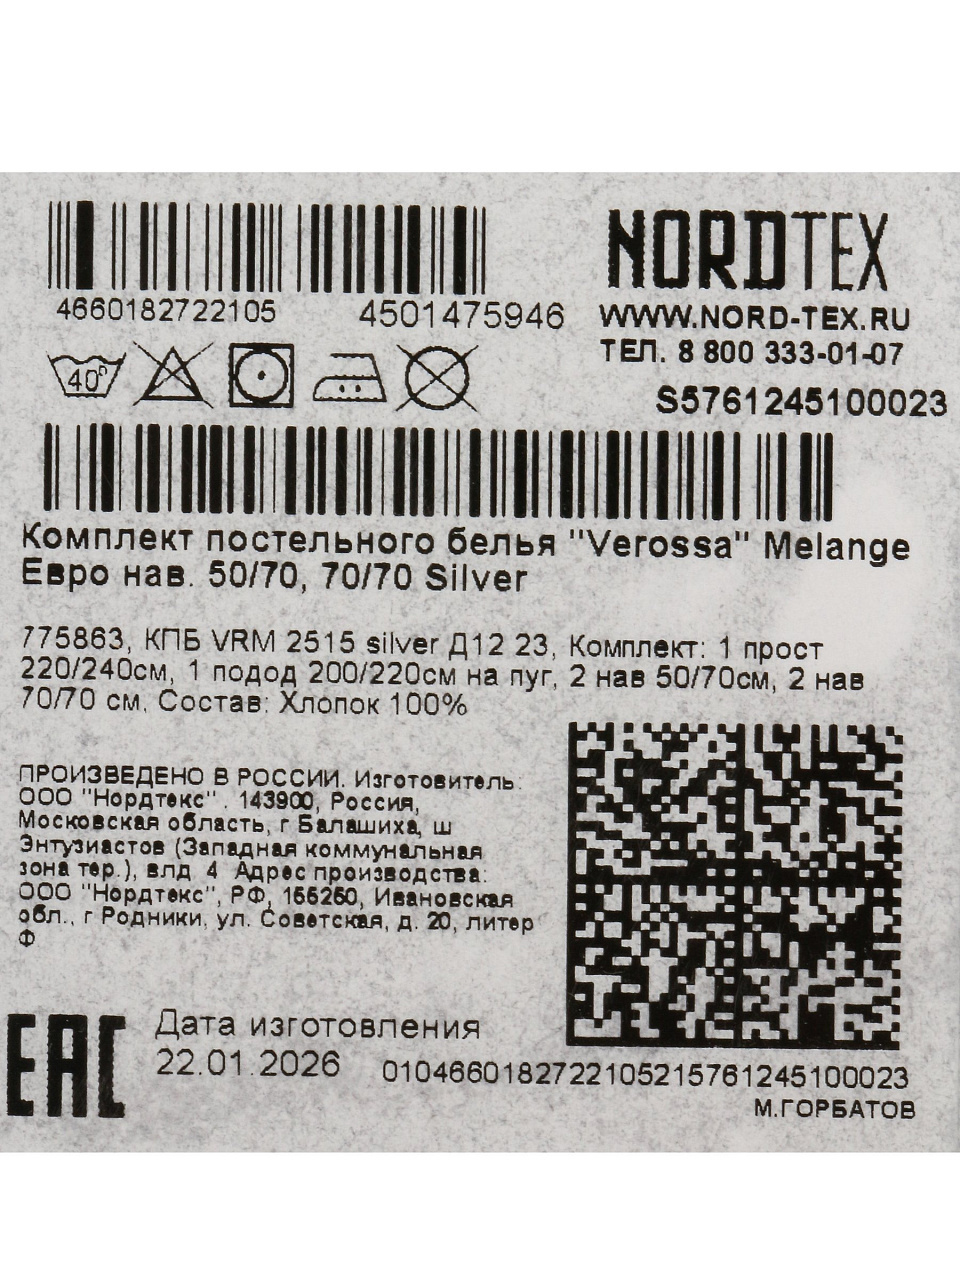 NORDTEX
4660182722105 4501475946
WWW.NORD-TEX.RU
ТЕЛ. 8 800 333-01-07
40°
S5761245100023
Комплект постельного белья "Verossa" Melange
Евро нав. 50/70, 70/70 Silver
775863, КПБ VRM 2515 silver Д12 23, Комплект: 1 прост
220/240см, 1 подод 200/220см на пуг, 2 нав 50/70см, 2 нав
70/70 см. Состав: Хлопок 100%
ПРОИЗВЕДЕНО В РОССИИ. Изготовитель:
ООО "Нордтекс" . 143900, Россия,
Московская область, г Балашиха, ш
Энтузиастов (Западная коммунальная
зона тер.), влд. 4 Адрес производства:
ООО "Нордтекс", РФ, 155250, Ивановская
обл., г Родники, ул. Советская, д. 20, литер
Ф
EAC
Дата изготовления
22.01.2026
0104660182722105215761245100023
М.ГОРБАТОВ